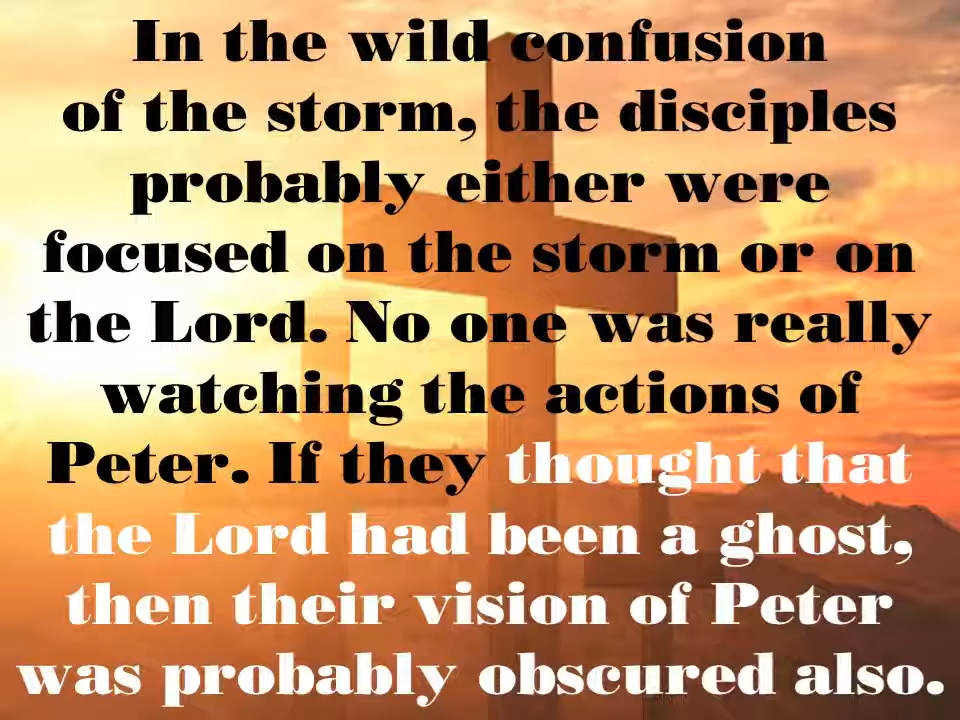 In the wild confusion
of the storm, the disciples
probably either were
focused on the storm or on
the Lord. No one was really
watching the actions of
Peter. If they thought that
the Lord had been a ghost,
then their vision of Peter
was probably obscured also.